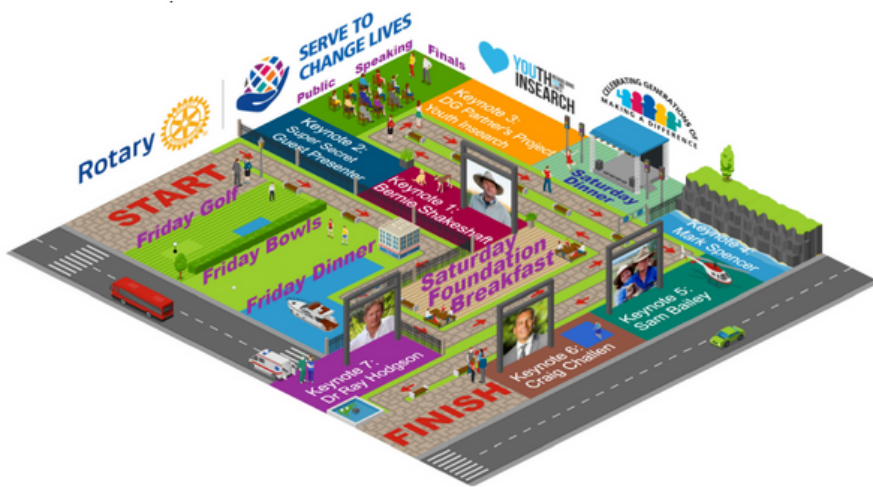 Rotary
SERVE TO
CHANGE LIVES
Public Speaking Finals
YOUTH
INSEARCH
CELEBRATING GENERATIONS OF
MAKING A DIFFERENCE
START
Friday Golf
Friday Bowls
Friday Dinner
Keynote 1:
Bernie Shakeshaft
Keynote 2:
Super Secret
Guest Presenter
Keynote 3:
DG Partner's Project
Youth Insearch
Saturday
Dinner
Saturday
Foundation
Breakfast
Keynote 4:
Mark Spencer
Keynote 5:
Sam Bailey
Keynote 6:
Craig Challen
Keynote 7:
Dr Ray Hodgson
FINISH